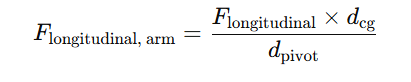 F_longitudinal, arm = (F_longitudinal × d_cg) / d_pivot